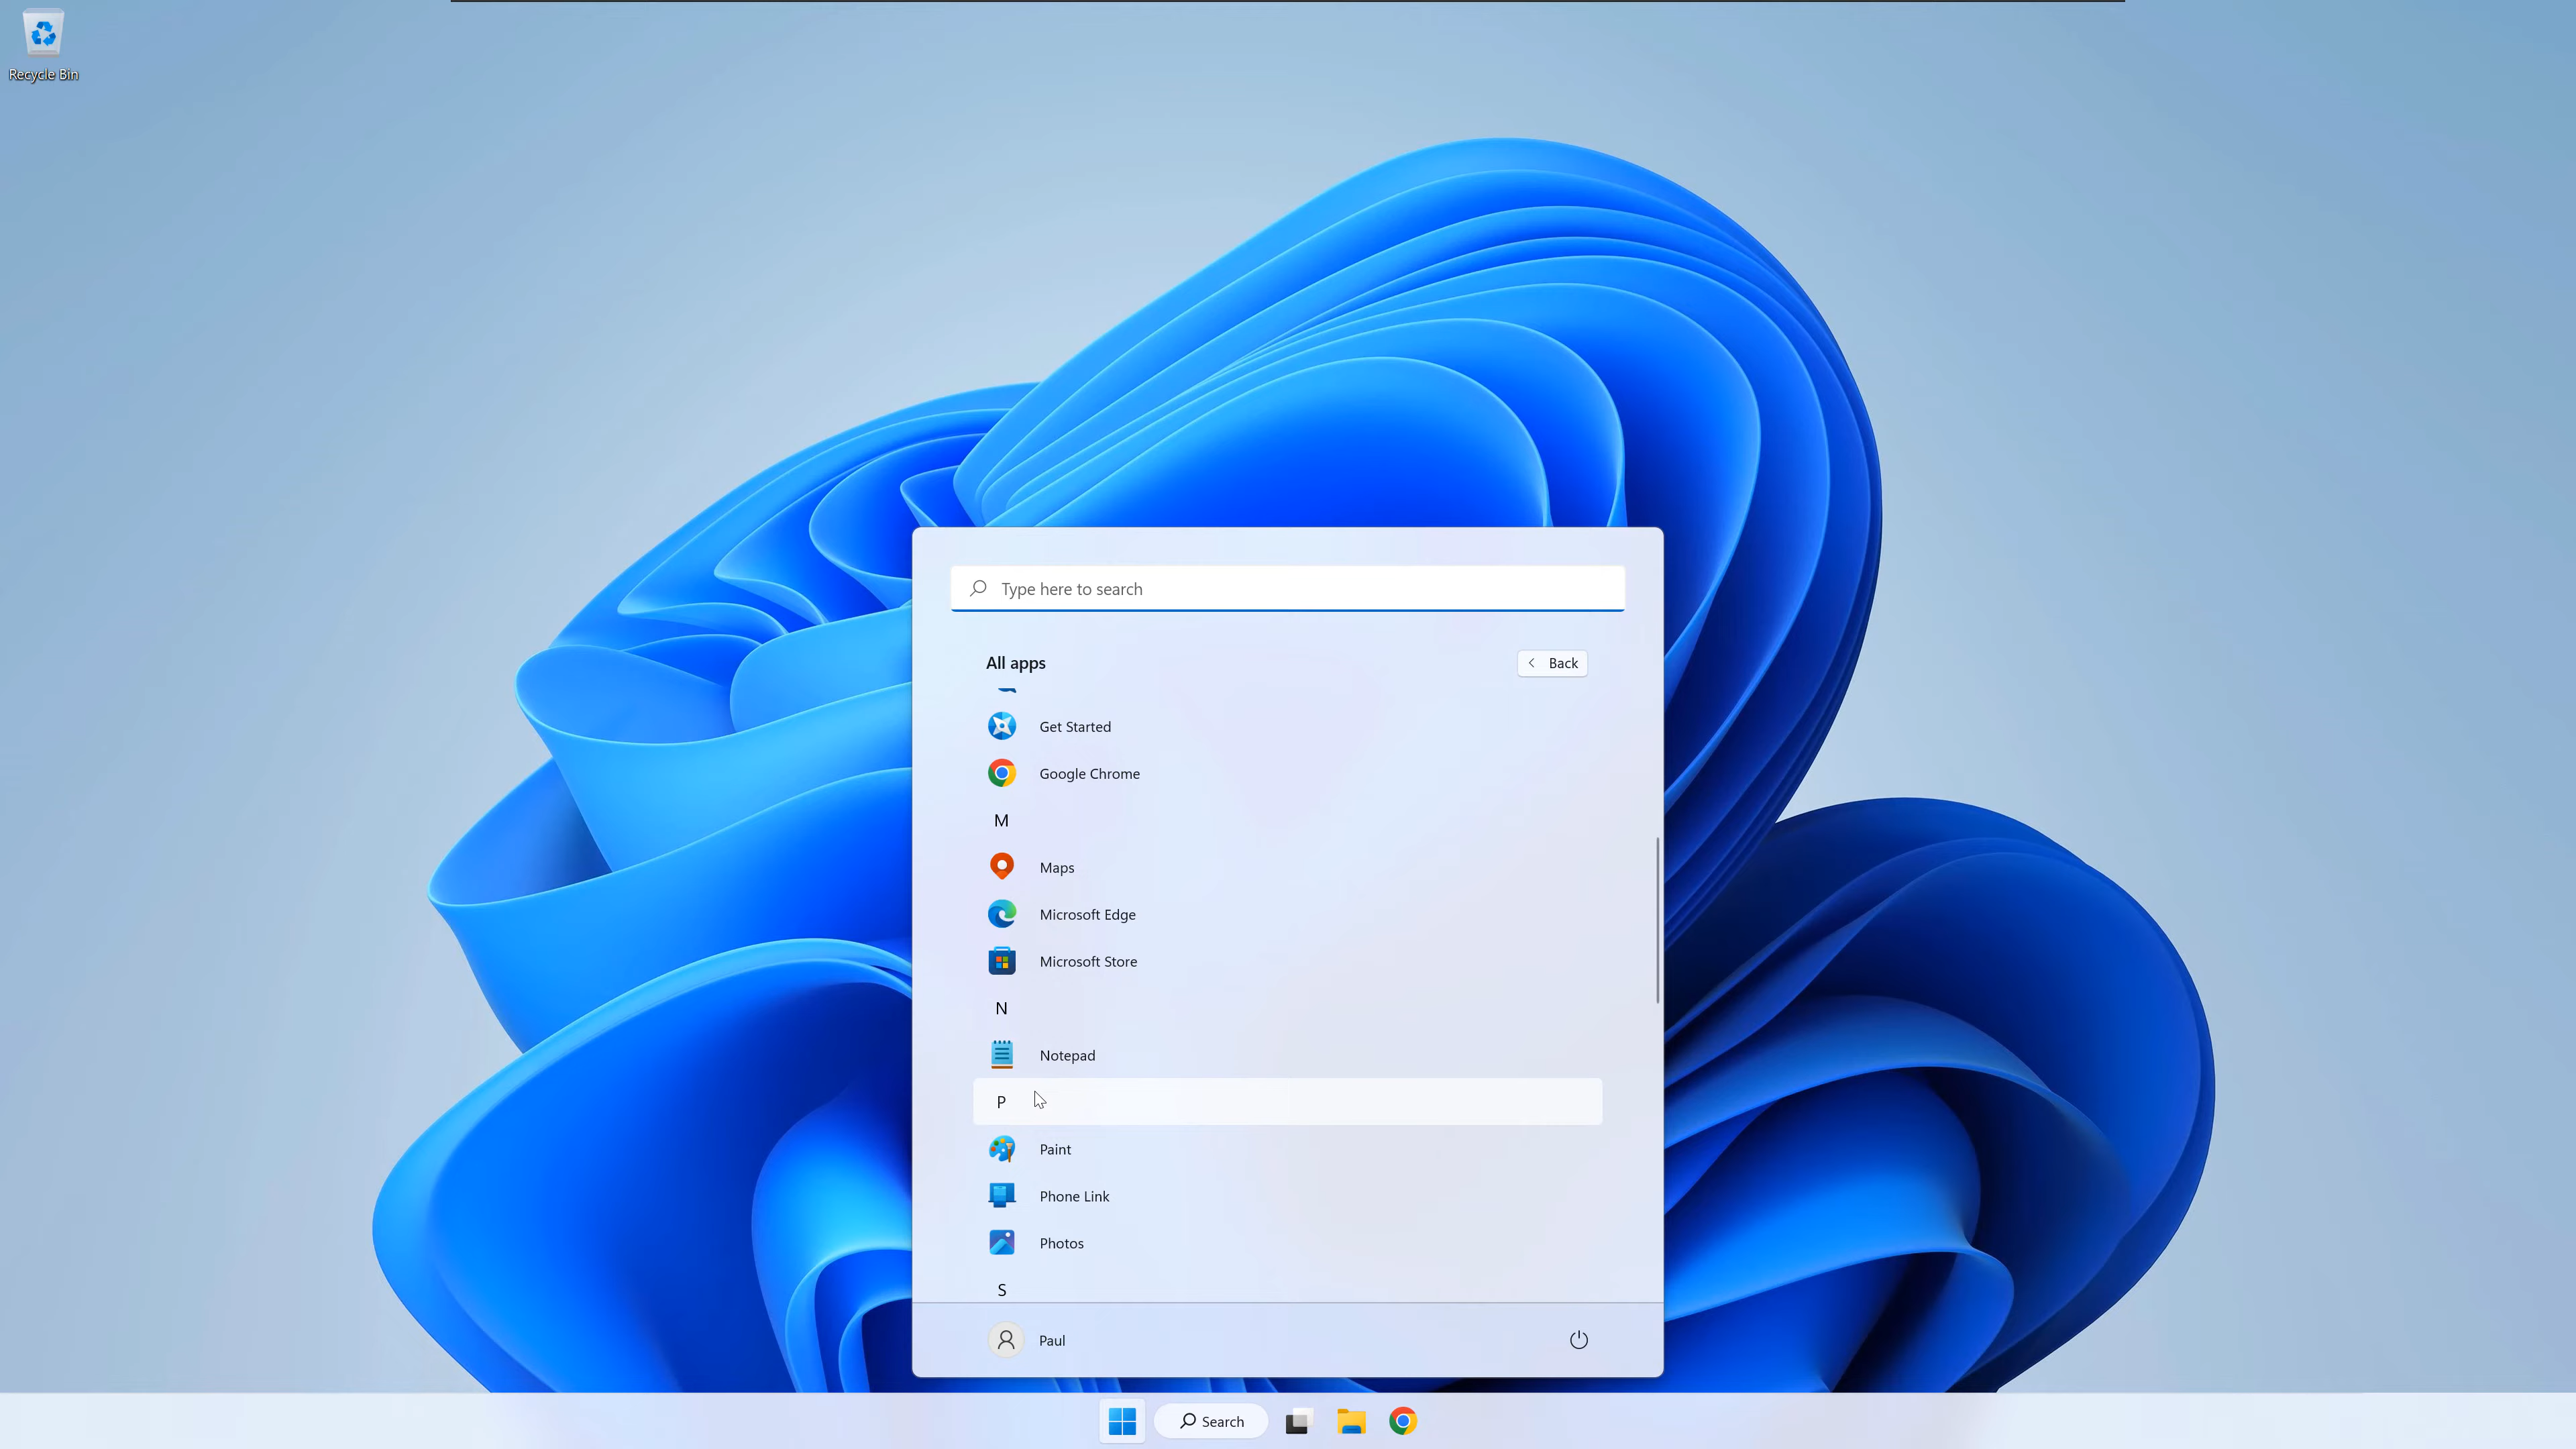 Recycle Bin
Type here to search
All apps
Back
Get Started
Google Chrome
M
Maps
Microsoft Edge
Microsoft Store
N
Notepad
P
Paint
Phone Link
Photos
S
Paul
Search